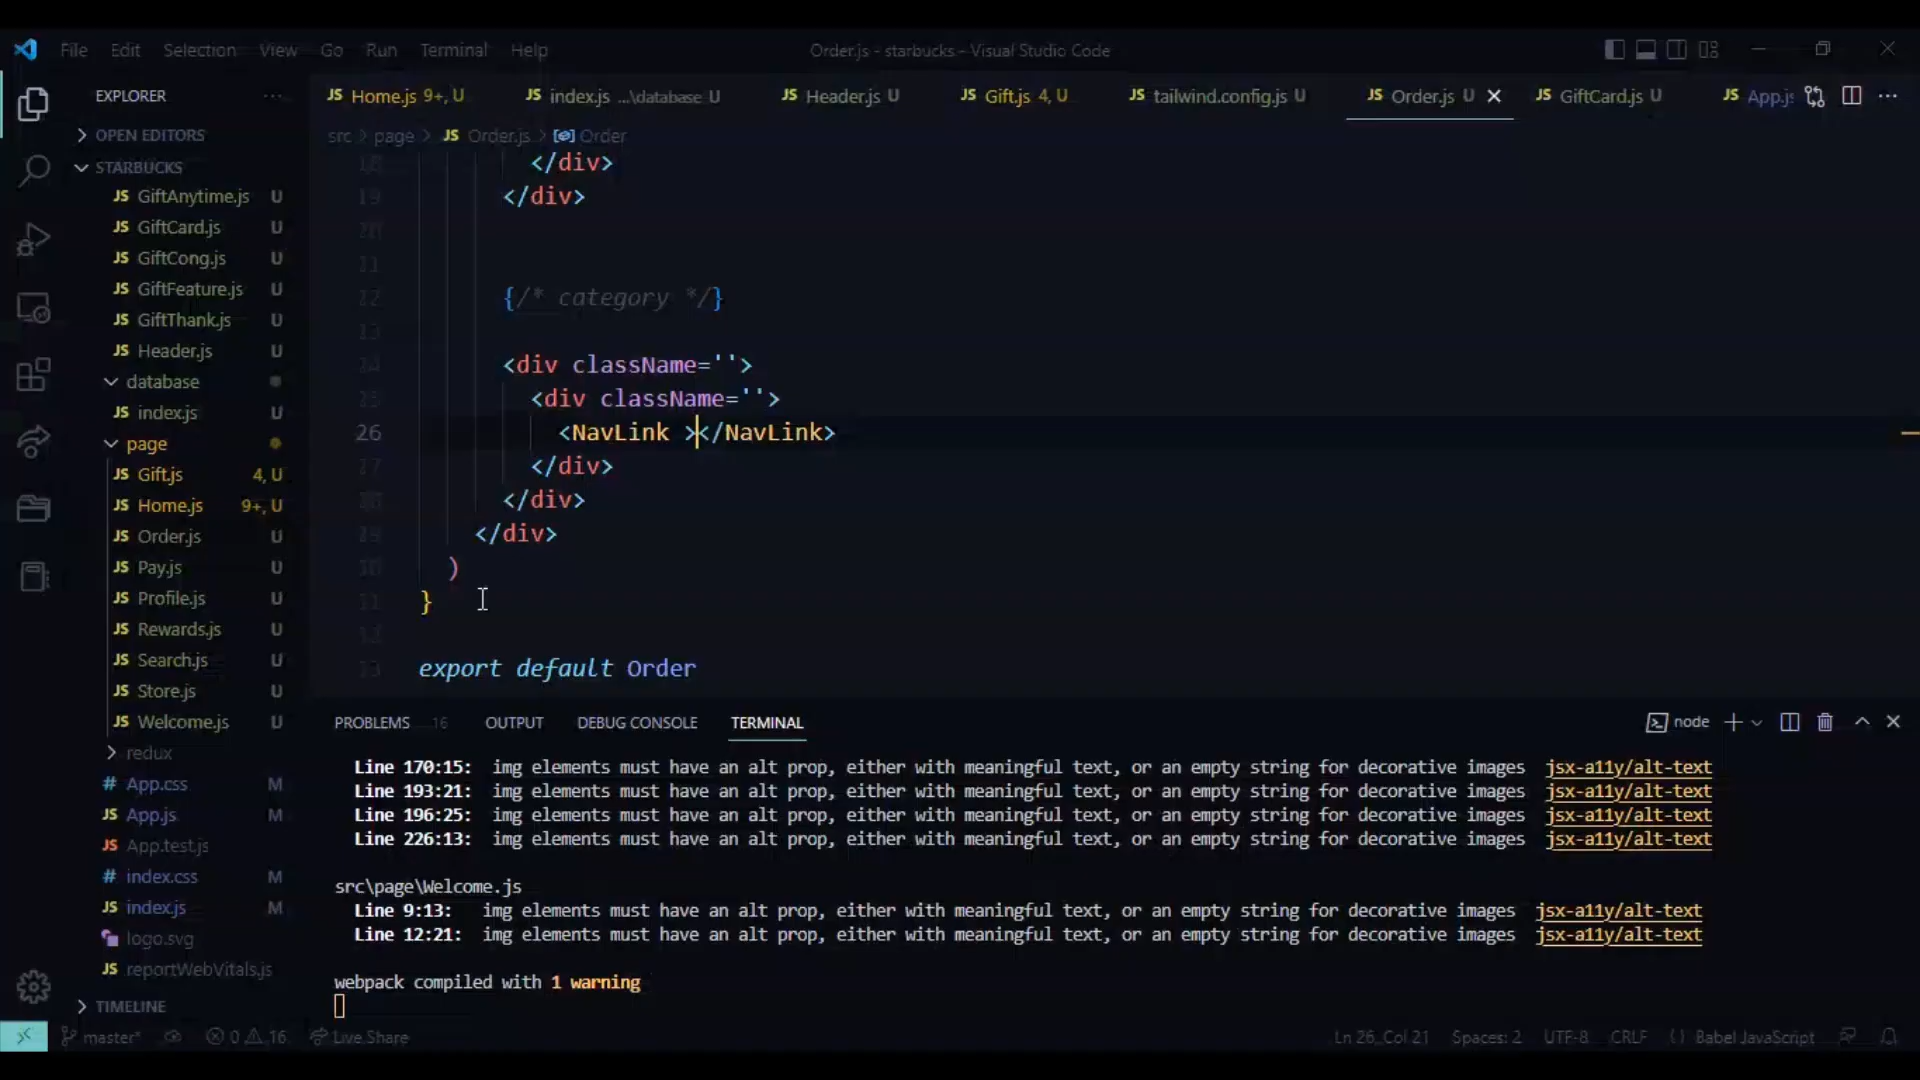 File Edit Selection View Go Run Terminal Help Order.js - starbucks - Visual Studio Code
EXPLORER ...
JS Home.js 9+, U JS index.js ...\database U JS Header.js U JS Gift.js 4, U JS tailwind.config.js U JS Order.js U JS GiftCard.js U JS App.js
OPEN EDITORS
STARBUCKS
JS GiftAnytime.js U
JS GiftCard.js U
JS GiftCong.js U
JS GiftFeature.js U
JS GiftThank.js U
JS Header.js U
database
JS index.js U
page
JS Gift.js 4, U
JS Home.js 9+, U
JS Order.js U
JS Pay.js U
JS Profile.js U
JS Rewards.js U
JS Search.js U
JS Store.js U
JS Welcome.js U
redux
# App.css M
JS App.js M
JS App.test.js
# index.css M
JS index.js M
logo.svg
JS reportWebVitals.js
TIMELINE
src > page > JS Order.js > Order
</div>
19 </div>
20
22 {/* category */}
24 <div className=''>
25 <div className=''>
26 <NavLink ></NavLink>
27 </div>
</div>
</div>
)
}
export default Order
PROBLEMS 16 OUTPUT DEBUG CONSOLE TERMINAL node
Line 170:15: img elements must have an alt prop, either with meaningful text, or an empty string for decorative images jsx-a11y/alt-text
Line 193:21: img elements must have an alt prop, either with meaningful text, or an empty string for decorative images jsx-a11y/alt-text
Line 196:25: img elements must have an alt prop, either with meaningful text, or an empty string for decorative images jsx-a11y/alt-text
Line 226:13: img elements must have an alt prop, either with meaningful text, or an empty string for decorative images jsx-a11y/alt-text
src\page\Welcome.js
Line 9:13: img elements must have an alt prop, either with meaningful text, or an empty string for decorative images jsx-a11y/alt-text
Line 12:21: img elements must have an alt prop, either with meaningful text, or an empty string for decorative images jsx-a11y/alt-text
webpack compiled with 1 warning
master* 0 16 Live Share Ln 26, Col 21 Spaces: 2 UTF-8 CRLF Babel JavaScript